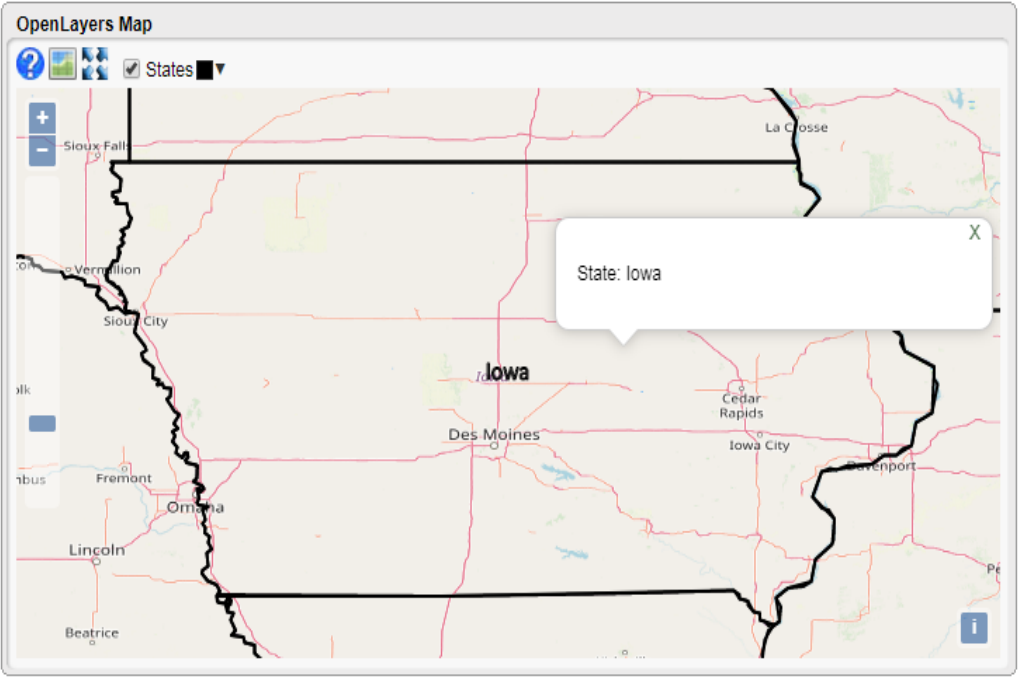 OpenLayers Map
?
States
+
−
La Crosse
Sioux Falls
X
Vermillion
State: Iowa
Sioux City
Iowa
Cedar
Rapids
Des Moines
Iowa City
Davenport
Fremont
Omaha
Lincoln
Beatrice
i